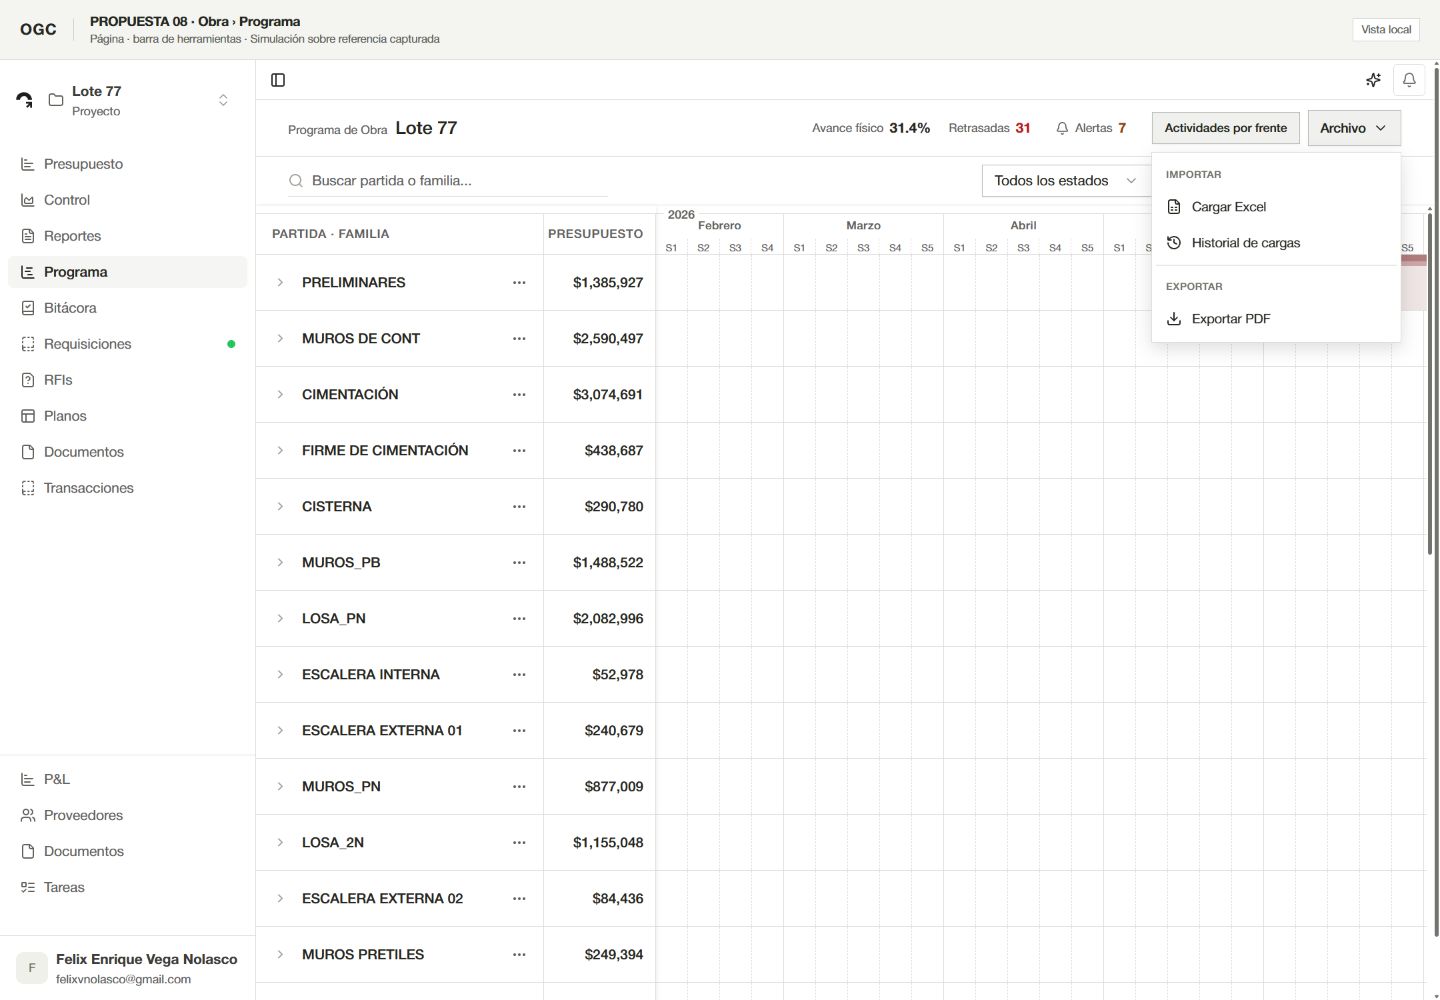 OGC
PROPUESTA 08 · Obra › Programa
Página · barra de herramientas · Simulación sobre referencia capturada
Vista local
Lote 77
Proyecto
Presupuesto
Control
Reportes
Programa
Bitácora
Requisiciones
RFIs
Planos
Documentos
Transacciones
P&L
Proveedores
Documentos
Tareas
F
Felix Enrique Vega Nolasco
felixvnolasco@gmail.com
Programa de Obra Lote 77
Avance físico 31.4% Retrasadas 31 Alertas 7
Actividades por frente
Archivo
Buscar partida o familia...
Todos los estados
IMPORTAR
Cargar Excel
Historial de cargas
EXPORTAR
Exportar PDF
PARTIDA · FAMILIA PRESUPUESTO
2026
Febrero Marzo Abril
S1 S2 S3 S4 S1 S2 S3 S4 S5 S1 S2 S3 S4 S5 S1 S5
PRELIMINARES ··· $1,385,927
MUROS DE CONT ··· $2,590,497
CIMENTACIÓN ··· $3,074,691
FIRME DE CIMENTACIÓN ··· $438,687
CISTERNA ··· $290,780
MUROS_PB ··· $1,488,522
LOSA_PN ··· $2,082,996
ESCALERA INTERNA ··· $52,978
ESCALERA EXTERNA 01 ··· $240,679
MUROS_PN ··· $877,009
LOSA_2N ··· $1,155,048
ESCALERA EXTERNA 02 ··· $84,436
MUROS PRETILES ··· $249,394